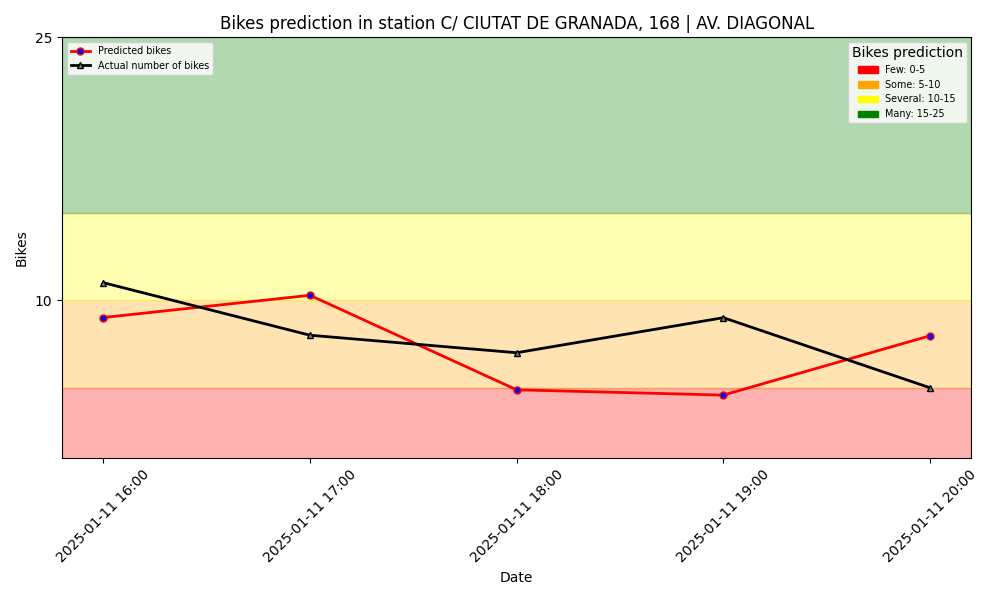 Bikes prediction in station C/ CIUTAT DE GRANADA, 168 | AV. DIAGONAL
25
Predicted bikes
Actual number of bikes
Bikes prediction
Few: 0-5
Some: 5-10
Several: 10-15
Many: 15-25
Bikes
10
2025-01-11 16:00
2025-01-11 17:00
2025-01-11 18:00
2025-01-11 19:00
2025-01-11 20:00
Date